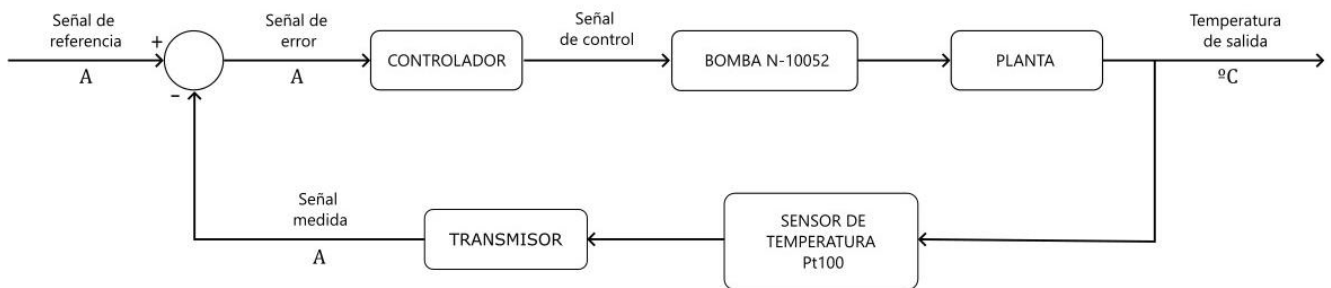 Señal de
referencia
+
A
-
Señal de
error
A
CONTROLADOR
Señal
de control
BOMBA N-10052
PLANTA
Temperatura
de salida
ºC
Señal
medida
A
TRANSMISOR
SENSOR DE
TEMPERATURA
Pt100